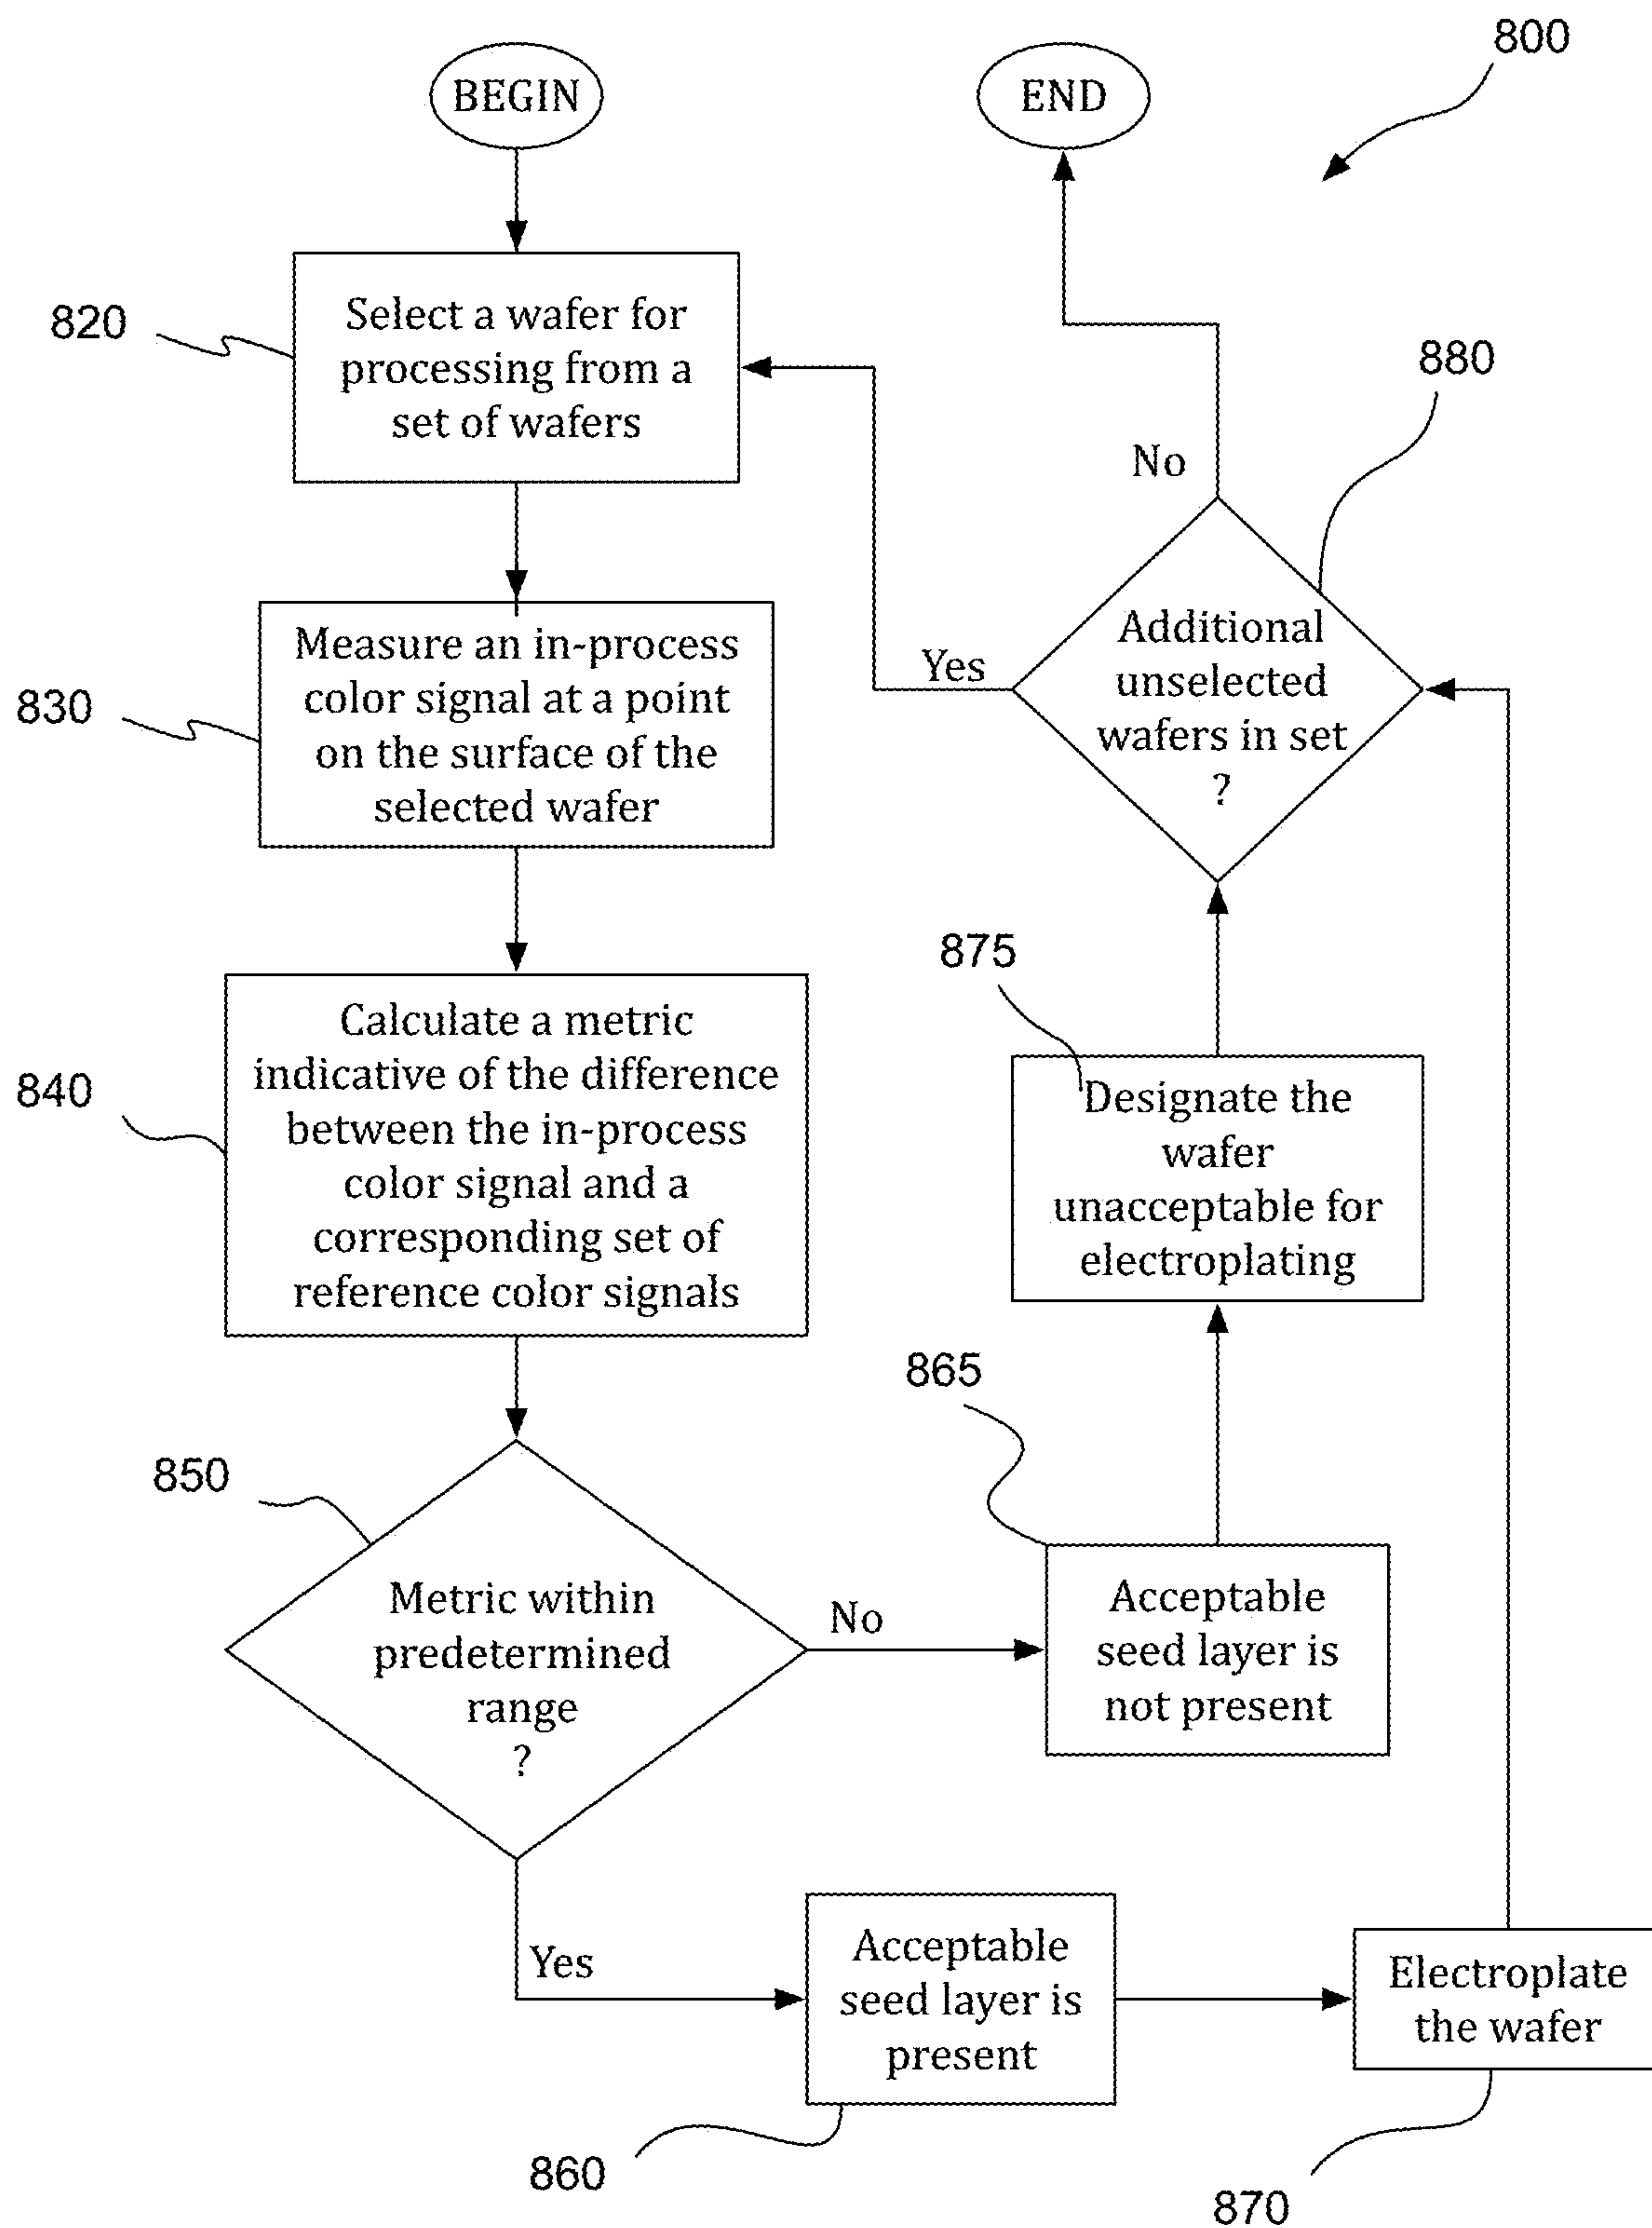 800
BEGIN
END
820
Select a wafer for
processing from a
set of wafers
880
No
Yes
830
Measure an in-process
color signal at a point
on the surface of the
selected wafer
Additional
unselected
wafers in set
?
840
Calculate a metric
indicative of the difference
between the in-process
color signal and a
corresponding set of
reference color signals
875
Designate the
wafer
unacceptable for
electroplating
865
850
Metric within
predetermined
range
?
No
Acceptable
seed layer is
not present
Yes
Acceptable
seed layer is
present
Electroplate
the wafer
860
870